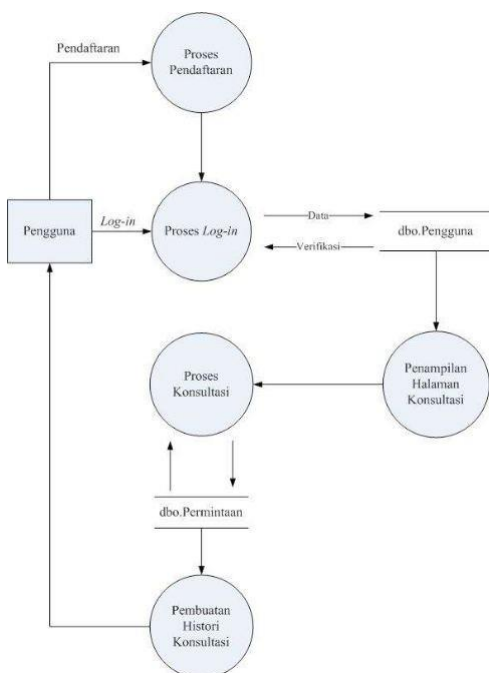 Pendaftaran
Proses
Pendaftaran
Pengguna
Log-in
Proses Log-in
Data
Verifikasi
dbo.Pengguna
Proses
Konsultasi
Penampilan
Halaman
Konsultasi
dbo.Permintaan
Pembuatan
Histori
Konsultasi